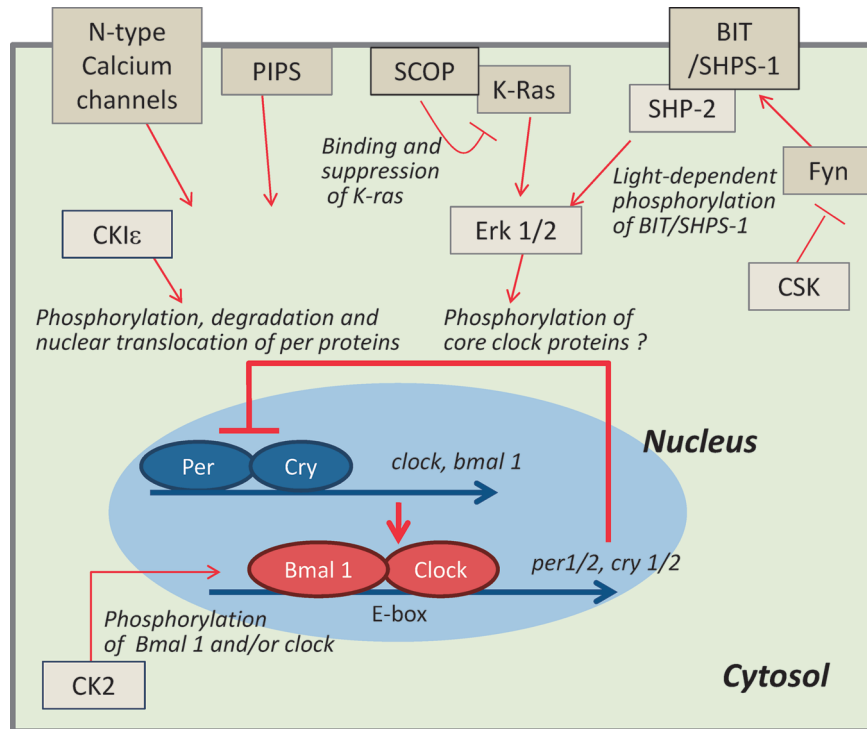 N-type
Calcium
channels
PIPS
SCOP
K-Ras
BIT
/SHPS-1
SHP-2
Fyn
Binding and
suppression
of K-ras
Light-dependent
phosphorylation
of BIT/SHPS-1
CKIε
Erk 1/2
CSK
Phosphorylation, degradation and
nuclear translocation of per proteins
Phosphorylation of
core clock proteins ?
Nucleus
Per
Cry
clock, bmal 1
Bmal 1
Clock
per1/2, cry 1/2
E-box
Phosphorylation
of Bmal 1 and/or clock
CK2
Cytosol